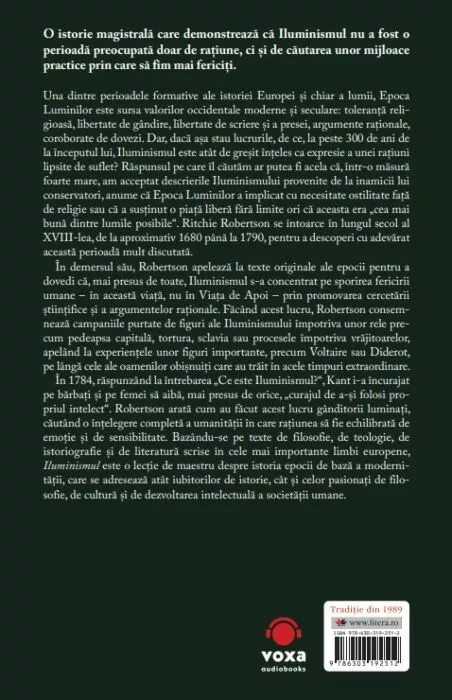 O istorie magistrală care demonstrează că Iluminismul nu a fost o
perioadă preocupată doar de rațiune, ci și de căutarea unor mijloace
practice prin care să fim mai fericiți.
Una dintre perioadele formative ale istoriei Europei și chiar a lumii, Epoca
Luminilor este sursa valorilor occidentale moderne și seculare: toleranță reli-
gioasă, libertate de gândire, libertate de scriere și a presei, argumente raționale,
coroborate de dovezi. Dar, dacă așa stau lucrurile, de ce, la peste 300 de ani de
la începutul lui, Iluminismul este atât de greșit înțeles ca expresie a unei rațiuni
lipsite de suflet? Răspunsul pe care îl căutăm ar putea fi acela că, într-o măsură
foarte mare, am acceptat descrierile Iluminismului provenite de la inamicii lui
conservatori, anume că Epoca Luminilor a implicat cu necesitate ostilitate față
de religie sau că a susținut o piață liberă fără limite ori că aceasta era „cea mai
bună dintre lumile posibile". Ritchie Robertson se întoarce în lungul secol al
XVIII-lea, de la aproximativ 1680 până la 1790, pentru a descoperi cu adevărat
această perioadă mult discutată.
În demersul său, Robertson apelează la texte originale ale epocii pentru a
dovedi că, mai presus de toate, Iluminismul s-a concentrat pe sporirea fericirii
umane – în această viață, nu în Viața de Apoi – prin promovarea cercetării
științifice și a argumentelor raționale. Făcând acest lucru, Robertson consem-
nează campaniile purtate de figuri ale Iluminismului împotriva unor rele pre-
cum pedeapsa capitală, tortura, sclavia sau procesele împotriva vrăjitoarelor,
apelând la experiențele unor figuri importante, precum Voltaire sau Diderot,
pe lângă cele ale oamenilor obișnuiți care au trăit în acele timpuri extraordinare.
În 1784, răspunzând la întrebarea „Ce este Iluminismul?", Kant i-a încurajat
pe bărbați și pe femei să aibă, mai presus de orice, „curajul de a-și folosi pro-
priul intelect". Robertson arată cum au făcut acest lucru gânditorii luminați,
căutând o înțelegere completă a umanității în care rațiunea să fie echilibrată de
emoție și de sensibilitate. Bazându-se pe texte de filosofie, de teologie, de
istoriografie și de literatură scrise în cele mai importante limbi europene,
Iluminismul este o lecție de maestru despre istoria epocii de bază a moderni-
tății, care se adresează atât iubitorilor de istorie, cât și celor pasionați de filo-
sofie, de cultură și de dezvoltarea intelectuală a societății umane.
voxa
audiobooks
Tradiție din 1989
www.litera.ro
ISBN 978-630-319-251-2
9 786303 192512